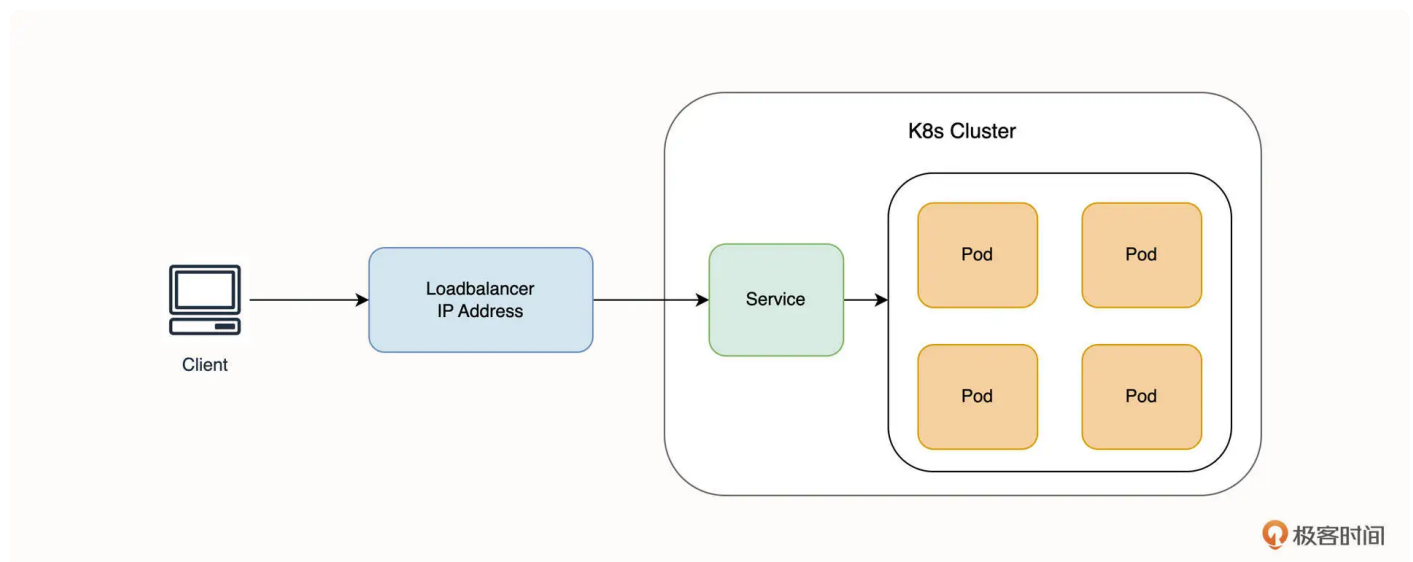 K8s Cluster
Client
Loadbalancer
IP Address
Service
Pod
Pod
Pod
Pod
极客时间